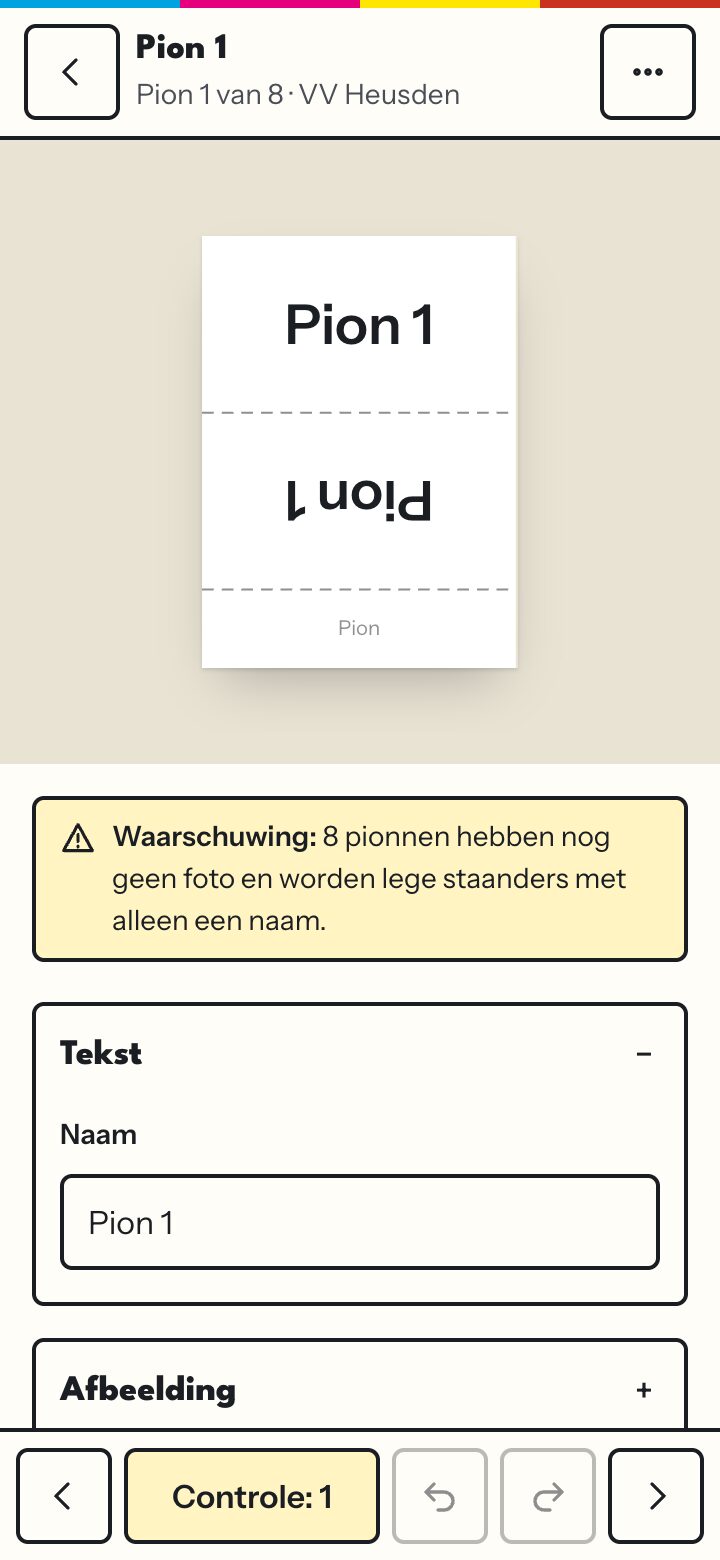 Pion 1
Pion 1 van 8 · VV Heusden
Pion 1
Pion 1
Pion
Waarschuwing: 8 pionnen hebben nog
geen foto en worden lege staanders met
alleen een naam.
Tekst
Naam
Pion 1
Afbeelding
Controle: 1